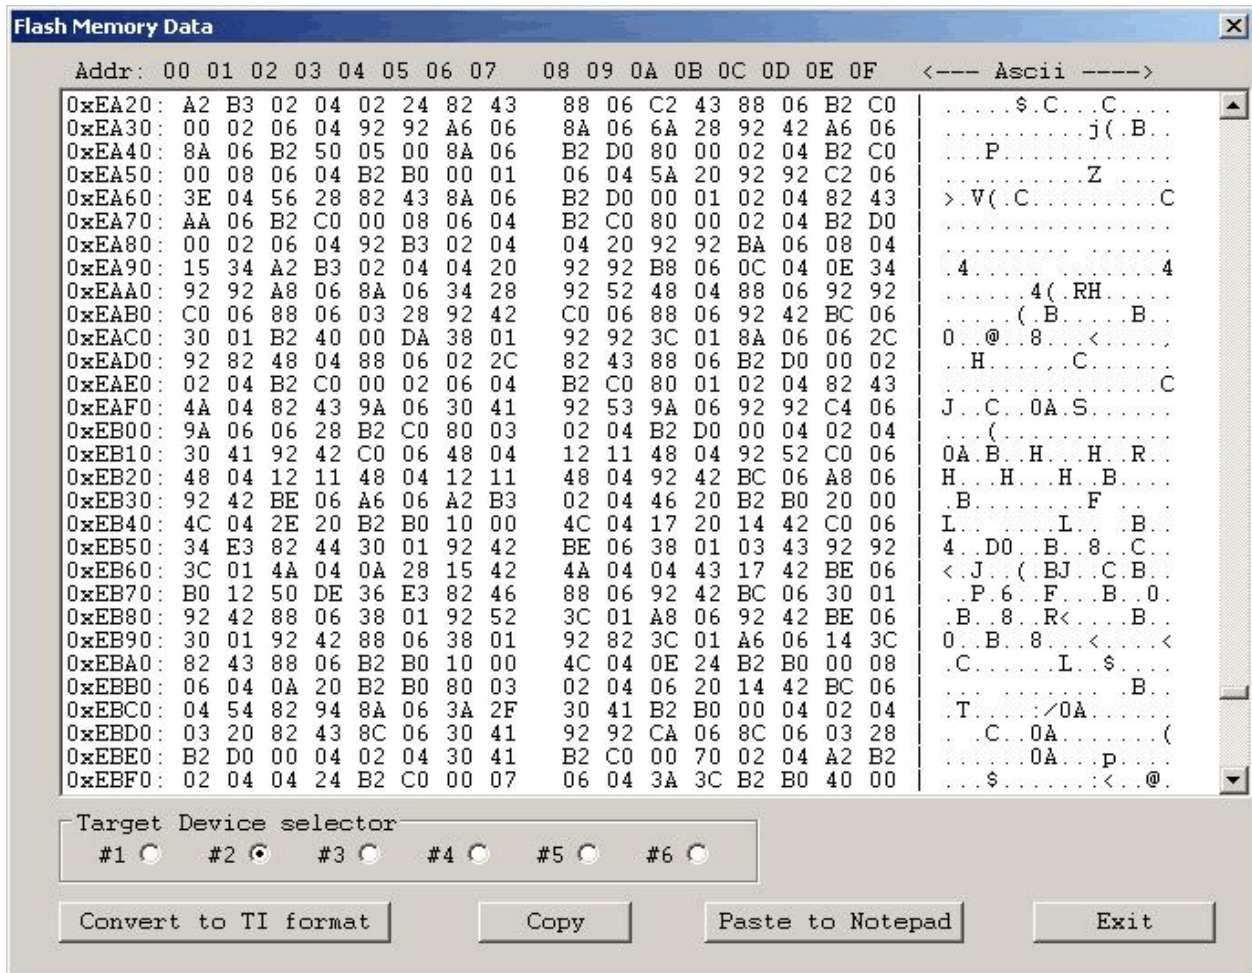 Flash Memory Data
Addr: 00 01 02 03 04 05 06 07 08 09 0A 0B 0C 0D 0E 0F <--- Ascii ---->
0xEA20: A2 B3 02 04 02 24 82 43 88 06 C2 43 88 06 B2 C0 | .....$.C...C....
0xEA30: 00 02 06 04 92 92 A6 06 8A 06 6A 28 92 42 A6 06 | ..........j(.B..
0xEA40: 8A 06 B2 50 05 00 8A 06 B2 D0 80 00 02 04 B2 C0 | ...P............
0xEA50: 00 08 06 04 B2 B0 00 01 06 04 5A 20 92 92 C2 06 | ..........Z ....
0xEA60: 3E 04 56 28 82 43 8A 06 B2 D0 00 01 02 04 82 43 | >.V(.C.........C
0xEA70: AA 06 B2 C0 00 08 06 04 B2 C0 80 00 02 04 B2 D0 | ................
0xEA80: 00 02 06 04 92 B3 02 04 04 20 92 92 BA 06 08 04 | ......... ......
0xEA90: 15 34 A2 B3 02 04 04 20 92 92 B8 06 0C 04 0E 34 | .4..... .......4
0xEAA0: 92 92 A8 06 8A 06 34 28 92 52 48 04 88 06 92 92 | ......4(.RH.....
0xEAB0: C0 06 88 06 03 28 92 42 C0 06 88 06 92 42 BC 06 | .....(.B.....B..
0xEAC0: 30 01 B2 40 00 DA 38 01 92 92 3C 01 8A 06 06 2C | 0..@..8...<....,
0xEAD0: 92 82 48 04 88 06 02 2C 82 43 88 06 B2 D0 00 02 | ..H....,.C......
0xEAE0: 02 04 B2 C0 00 02 06 04 B2 C0 80 01 02 04 82 43 | ...............C
0xEAF0: 4A 04 82 43 9A 06 30 41 92 53 9A 06 92 92 C4 06 | J..C..0A.S......
0xEB00: 9A 06 06 28 B2 C0 80 03 02 04 B2 D0 00 04 02 04 | ...(............
0xEB10: 30 41 92 42 C0 06 48 04 12 11 48 04 92 52 C0 06 | 0A.B..H...H..R..
0xEB20: 48 04 12 11 48 04 12 11 48 04 92 42 BC 06 A8 06 | H...H...H..B....
0xEB30: 92 42 BE 06 A6 06 A2 B3 02 04 46 20 B2 B0 20 00 | .B........F .. .
0xEB40: 4C 04 2E 20 B2 B0 10 00 4C 04 17 20 14 42 C0 06 | L.. ....L.. .B..
0xEB50: 34 E3 82 44 30 01 92 42 BE 06 38 01 03 43 92 92 | 4..D0..B..8..C..
0xEB60: 3C 01 4A 04 0A 28 15 42 4A 04 04 43 17 42 BE 06 | <.J..(.BJ..C.B..
0xEB70: B0 12 50 DE 36 E3 82 46 88 06 92 42 BC 06 30 01 | ..P.6..F...B..0.
0xEB80: 92 42 88 06 38 01 92 52 3C 01 A8 06 92 42 BE 06 | .B..8..R<....B..
0xEB90: 30 01 92 42 88 06 38 01 92 82 3C 01 A6 06 14 3C | 0..B..8...<....<
0xEBA0: 82 43 88 06 B2 B0 10 00 4C 04 0E 24 B2 B0 00 08 | .C......L..$....
0xEBB0: 06 04 0A 20 B2 B0 80 03 02 04 06 20 14 42 BC 06 | ... ....... .B..
0xEBC0: 04 54 82 94 8A 06 3A 2F 30 41 B2 B0 00 04 02 04 | .T....:/0A......
0xEBD0: 03 20 82 43 8C 06 30 41 92 92 CA 06 8C 06 03 28 | . .C..0A.......(
0xEBE0: B2 D0 00 04 02 04 30 41 B2 C0 00 70 02 04 A2 B2 | ......0A...p....
0xEBF0: 02 04 04 24 B2 C0 00 07 06 04 3A 3C B2 B0 40 00 | ...$......:<..@.
Target Device selector
#1 #2 #3 #4 #5 #6
Convert to TI format Copy Paste to Notepad Exit